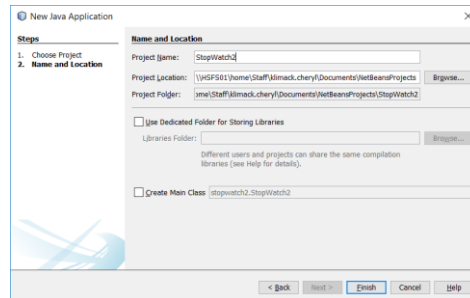 New Java Application
Steps
1. Choose Project
2. Name and Location
Name and Location
Project Name: StopWatch2
Project Location: \\HSFS01\home\Staff\klimack.cheryl\Documents\NetBeansProjects Browse...
Project Folder: ome\Staff\klimack.cheryl\Documents\NetBeansProjects\StopWatch2
Use Dedicated Folder for Storing Libraries
Libraries Folder: Browse...
Different users and projects can share the same compilation
libraries (see Help for details).
Create Main Class stopwatch2.StopWatch2
< Back Next > Finish Cancel Help